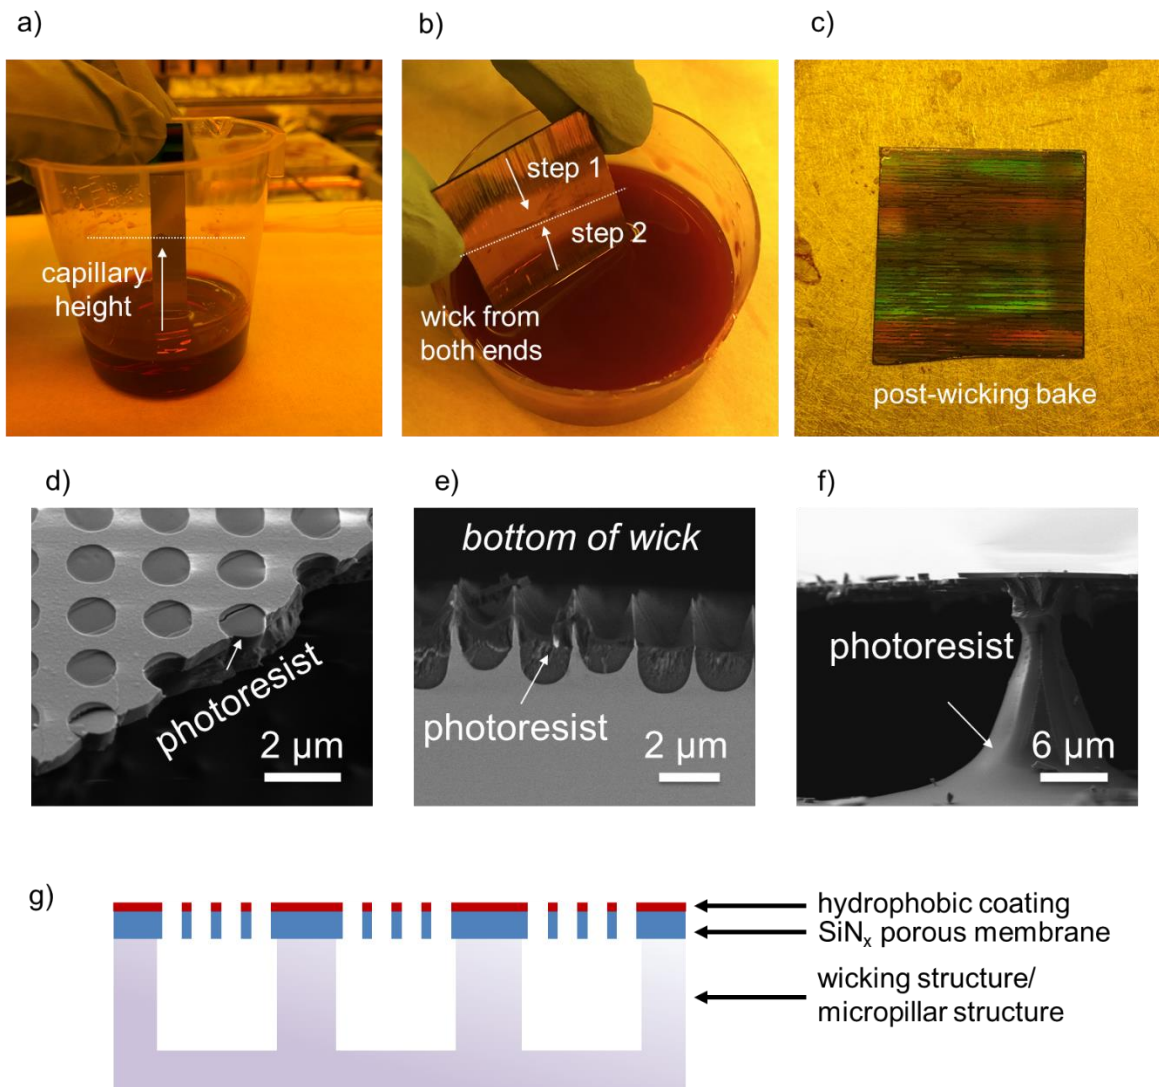 a)
b)
c)
capillary
height
step 1
step 2
wick from
both ends
post-wicking bake
d)
e)
f)
photoresist
2 μm
bottom of wick
photoresist
2 μm
photoresist
6 μm
g)
hydrophobic coating
SiNx porous membrane
wicking structure/
micropillar structure